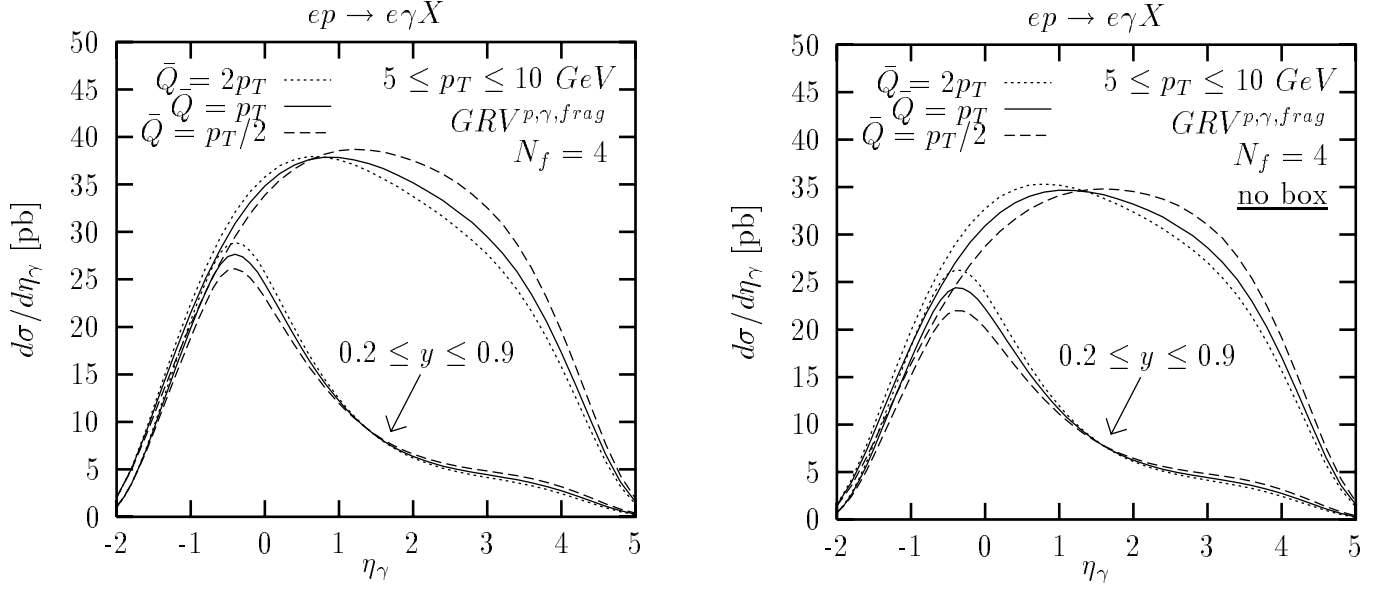 ep → eγX
50
45
40
35
30
25
20
15
10
5
0
dσ/dη_γ [pb]
Q̄ = 2p_T
Q̄ = p_T
Q̄ = p_T/2
5 ≤ p_T ≤ 10 GeV
GRV^{p,γ,frag}
N_f = 4
0.2 ≤ y ≤ 0.9
-2 -1 0 1 2 3 4 5
η_γ
ep → eγX
50
45
40
35
30
25
20
15
10
5
0
dσ/dη_γ [pb]
Q̄ = 2p_T
Q̄ = p_T
Q̄ = p_T/2
5 ≤ p_T ≤ 10 GeV
GRV^{p,γ,frag}
N_f = 4
no box
0.2 ≤ y ≤ 0.9
-2 -1 0 1 2 3 4 5
η_γ